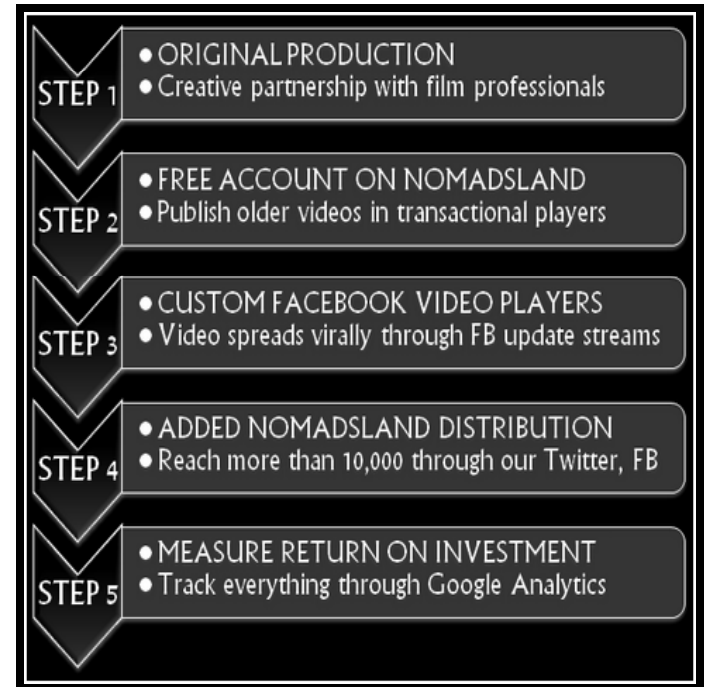 STEP 1
• ORIGINAL PRODUCTION
• Creative partnership with film professionals
STEP 2
• FREE ACCOUNT ON NOMADSLAND
• Publish older videos in transactional players
STEP 3
• CUSTOM FACEBOOK VIDEO PLAYERS
• Video spreads virally through FB update streams
STEP 4
• ADDED NOMADSLAND DISTRIBUTION
• Reach more than 10,000 through our Twitter, FB
STEP 5
• MEASURE RETURN ON INVESTMENT
• Track everything through Google Analytics